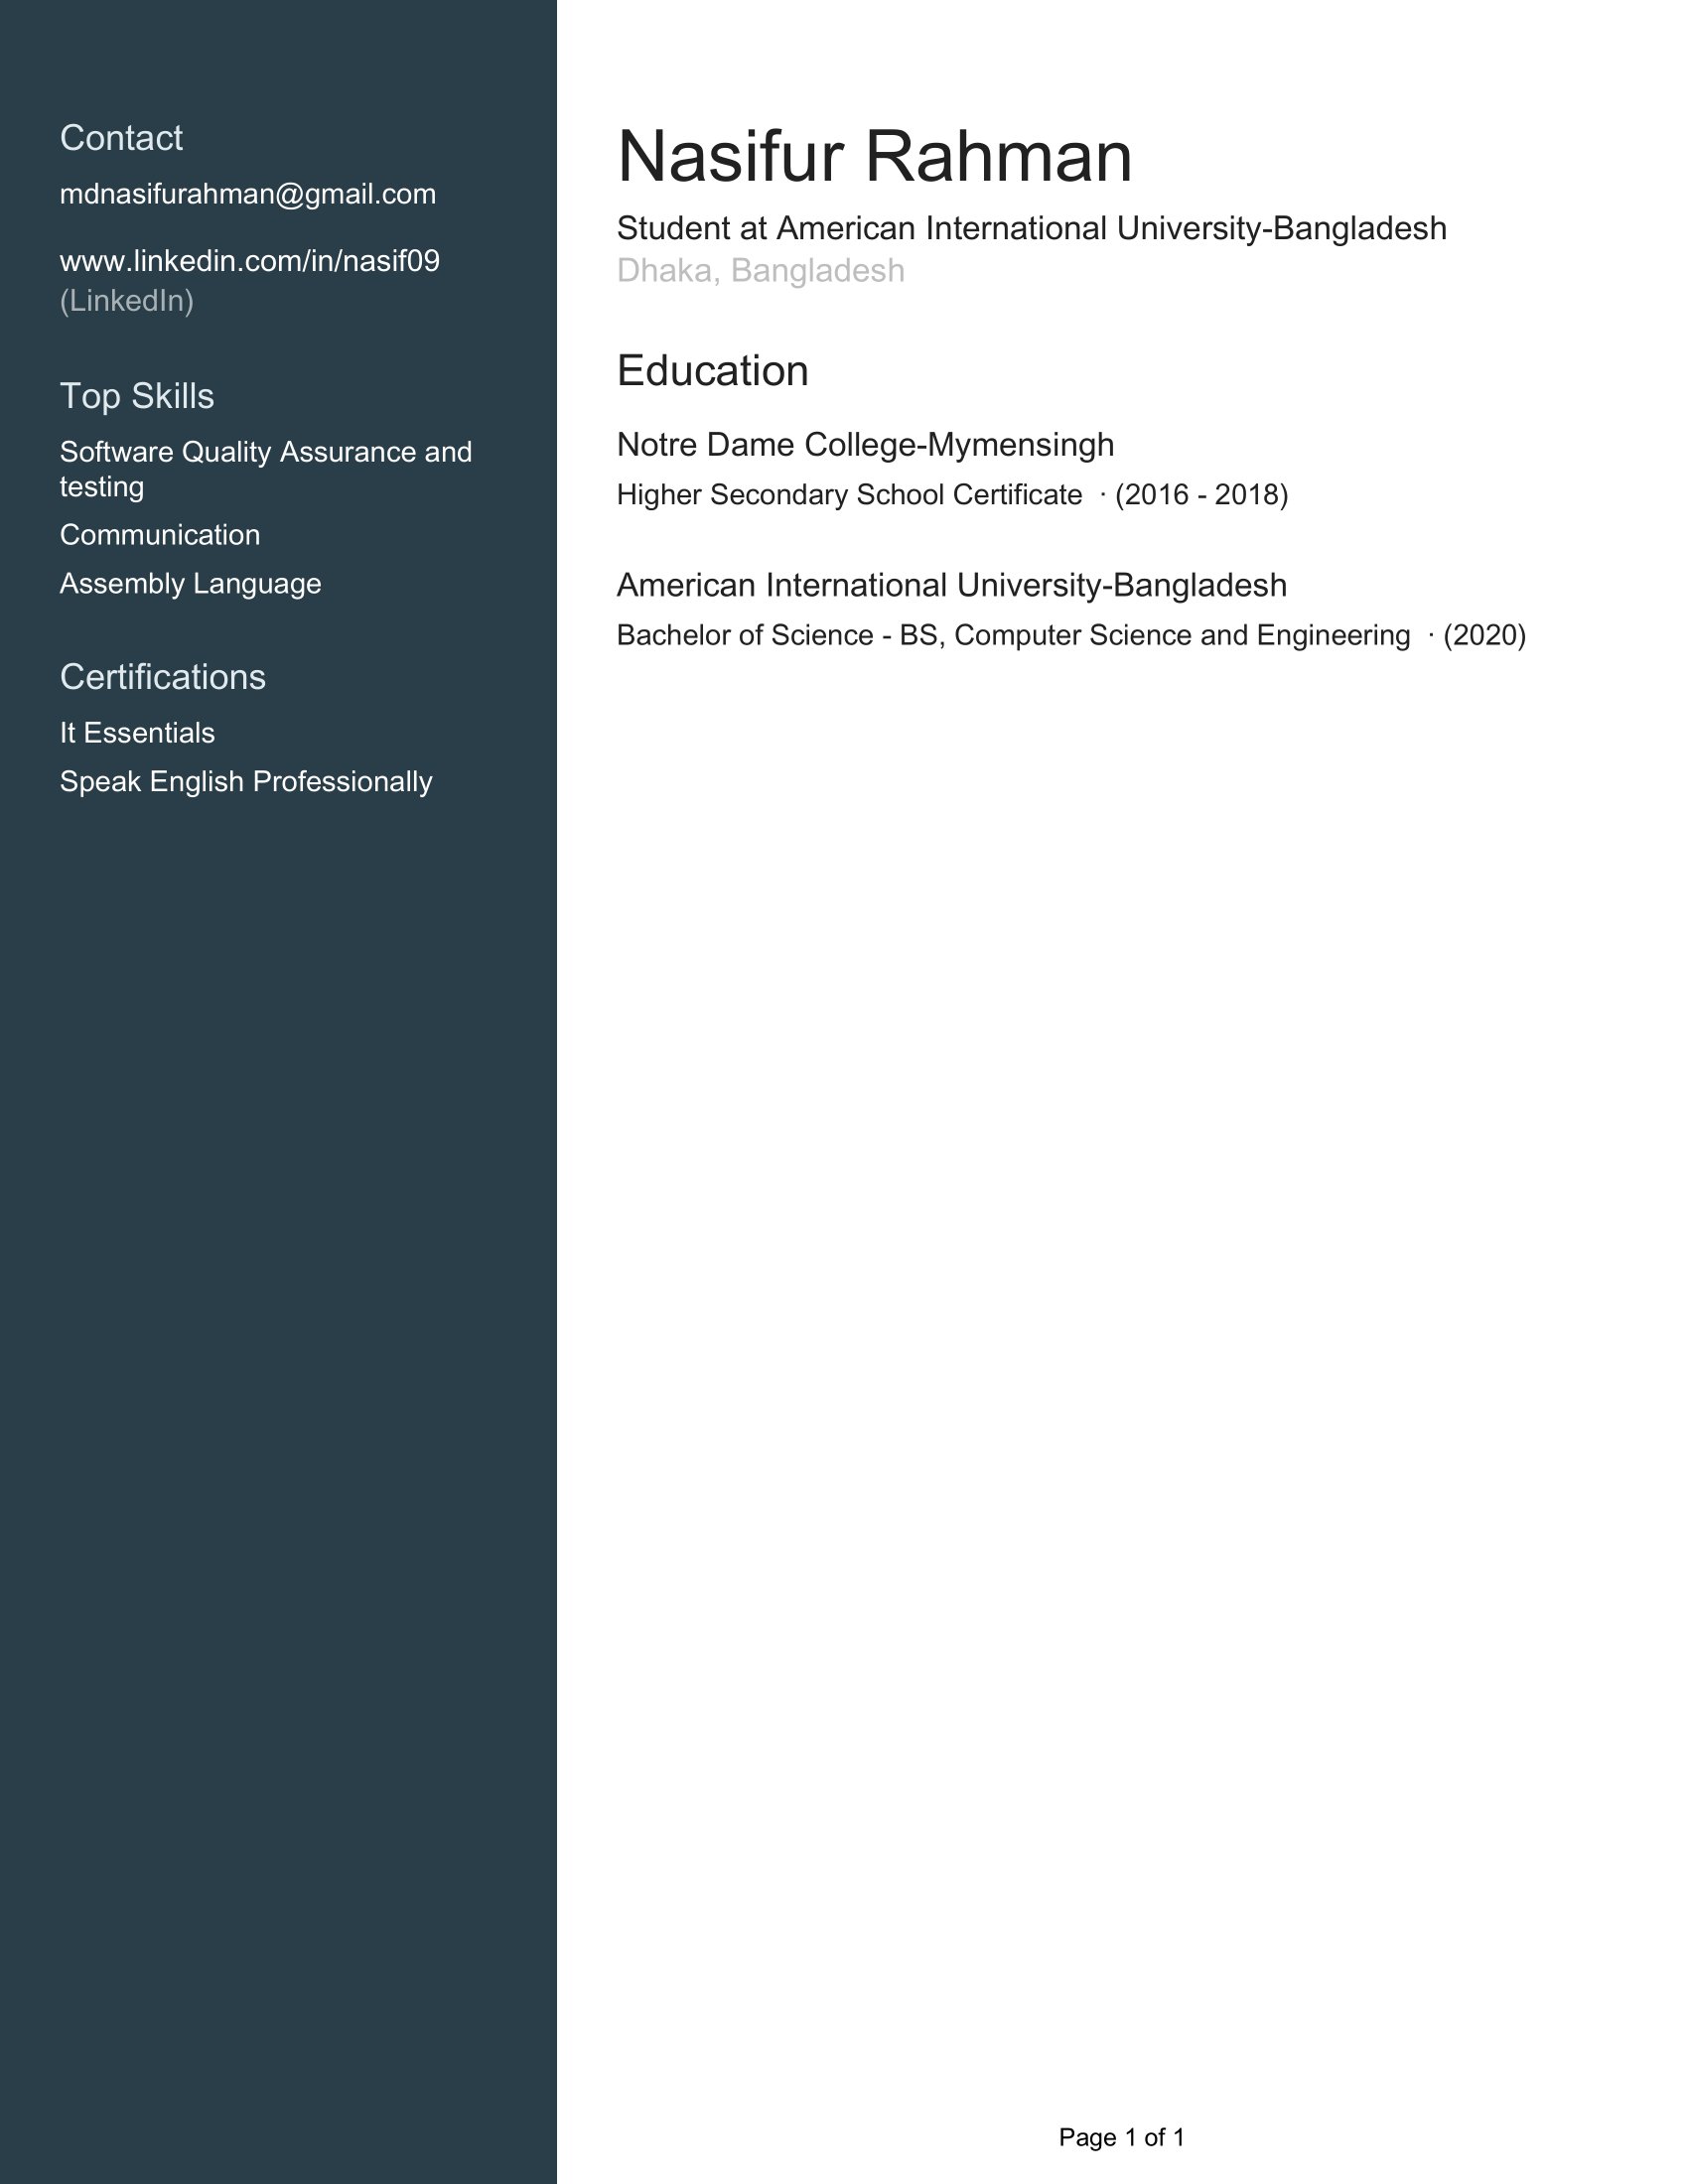 Contact
mdnasifurahman@gmail.com
www.linkedin.com/in/nasif09
(LinkedIn)
Top Skills
Software Quality Assurance and
testing
Communication
Assembly Language
Certifications
It Essentials
Speak English Professionally
Nasifur Rahman
Student at American International University-Bangladesh
Dhaka, Bangladesh
Education
Notre Dame College-Mymensingh
Higher Secondary School Certificate · (2016 - 2018)
American International University-Bangladesh
Bachelor of Science - BS, Computer Science and Engineering · (2020)
Page 1 of 1